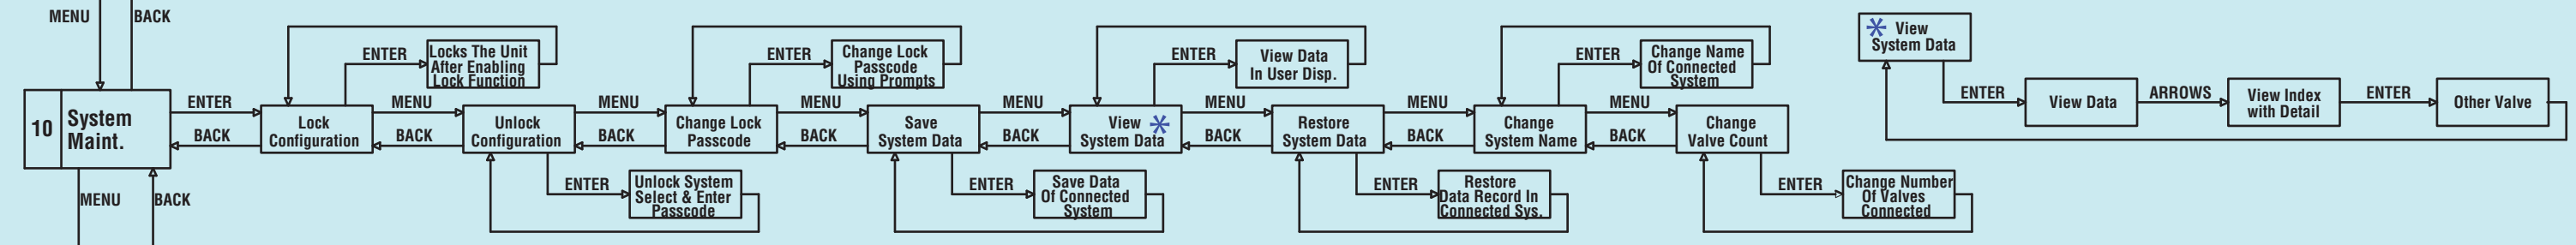 MENU
BACK
10
System
Maint.
MENU
BACK
ENTER
BACK
Lock
Configuration
ENTER
Locks The Unit
After Enabling
Lock Function
MENU
BACK
Unlock
Configuration
ENTER
Unlock System
Select & Enter
Passcode
MENU
BACK
Change Lock
Passcode
ENTER
Change Lock
Passcode
Using Prompts
MENU
BACK
Save
System Data
ENTER
Save Data
Of Connected
System
MENU
BACK
View *
System Data
ENTER
View Data
In User Disp.
MENU
BACK
Restore
System Data
ENTER
Restore
Data Record In
Connected Sys.
MENU
BACK
Change
System Name
ENTER
Change Name
Of Connected
System
MENU
BACK
Change
Valve Count
ENTER
Change Number
Of Valves
Connected
* View
System Data
ENTER
View Data
ARROWS
View Index
with Detail
ENTER
Other Valve